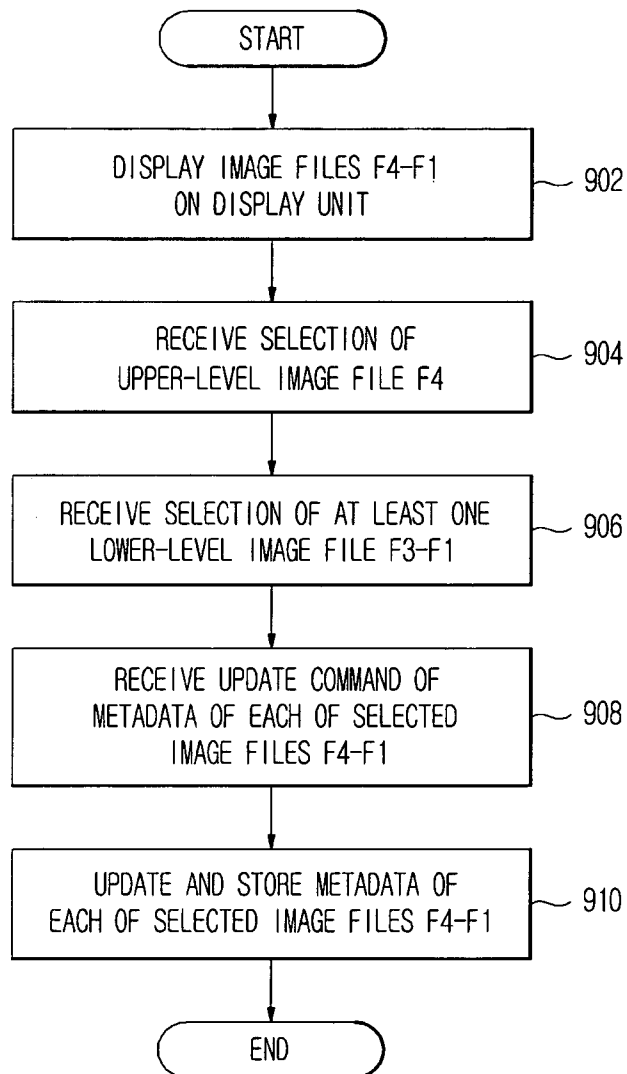 START
DISPLAY IMAGE FILES F4-F1
ON DISPLAY UNIT
902
RECEIVE SELECTION OF
UPPER-LEVEL IMAGE FILE F4
904
RECEIVE SELECTION OF AT LEAST ONE
LOWER-LEVEL IMAGE FILE F3-F1
906
RECEIVE UPDATE COMMAND OF
METADATA OF EACH OF SELECTED
IMAGE FILES F4-F1
908
UPDATE AND STORE METADATA OF
EACH OF SELECTED IMAGE FILES F4-F1
910
END